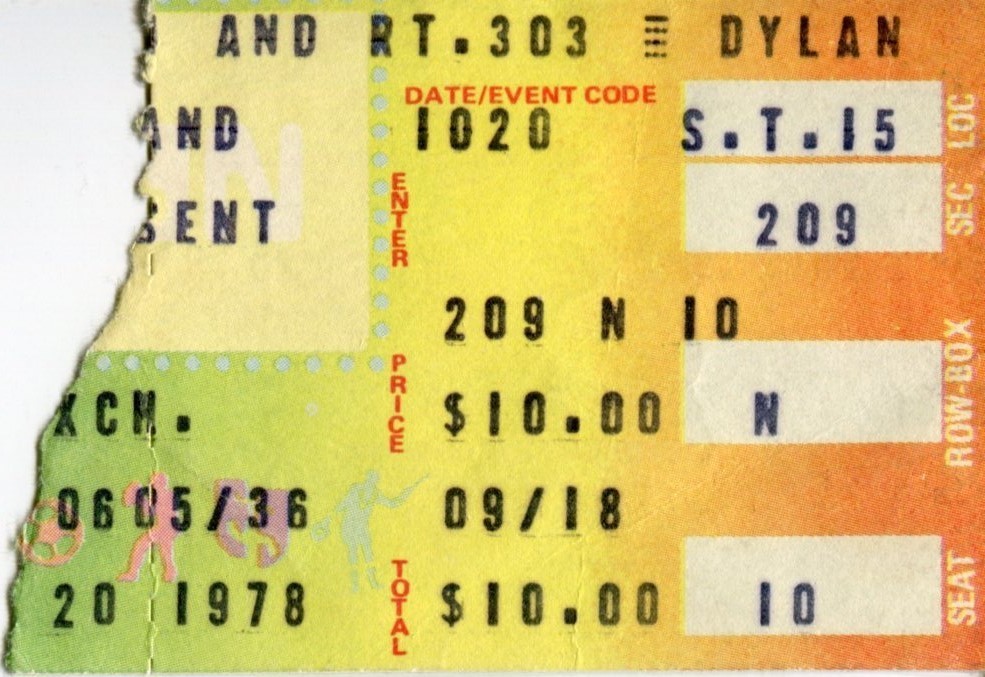 AND RT.303 DYLAN
DATE/EVENT CODE
AND 1020 S.T.15 LOC
ENTER
SENT 209 SEC
209 N 10
PRICE
XCH. $10.00 N ROW-BOX
0605/36 09/18
TOTAL
20 1978 $10.00 10 SEAT